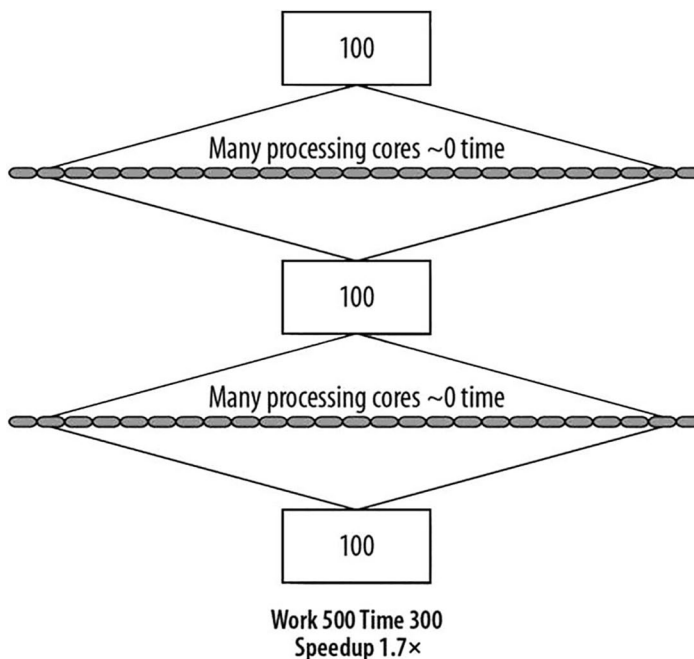 100
Many processing cores ~0 time
100
Many processing cores ~0 time
100
Work 500 Time 300
Speedup 1.7×